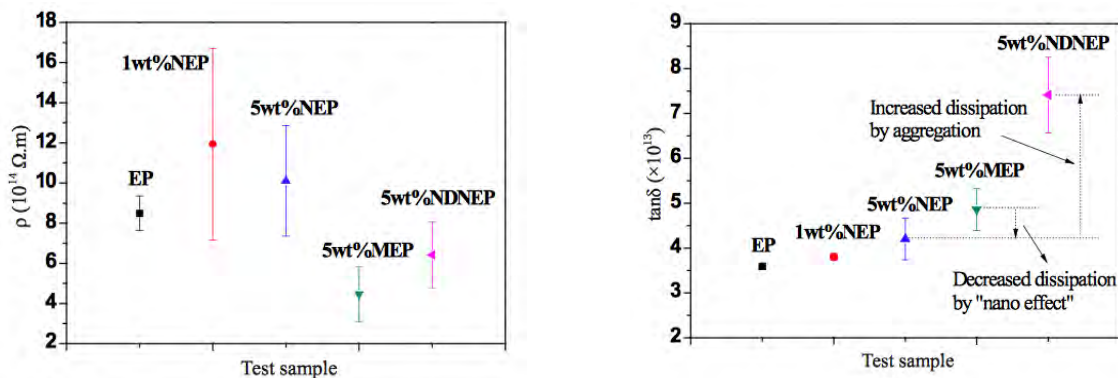 18
16
14
12
10
8
6
4
2
ρ (10¹⁴ Ω.m)
1wt%NEP
5wt%NEP
EP
5wt%NDNEP
5wt%MEP
Test sample
9
8
7
6
5
4
3
2
tanδ (×10¹³)
5wt%NDNEP
Increased dissipation
by aggregation
5wt%MEP
5wt%NEP
1wt%NEP
EP
Decreased dissipation
by "nano effect"
Test sample